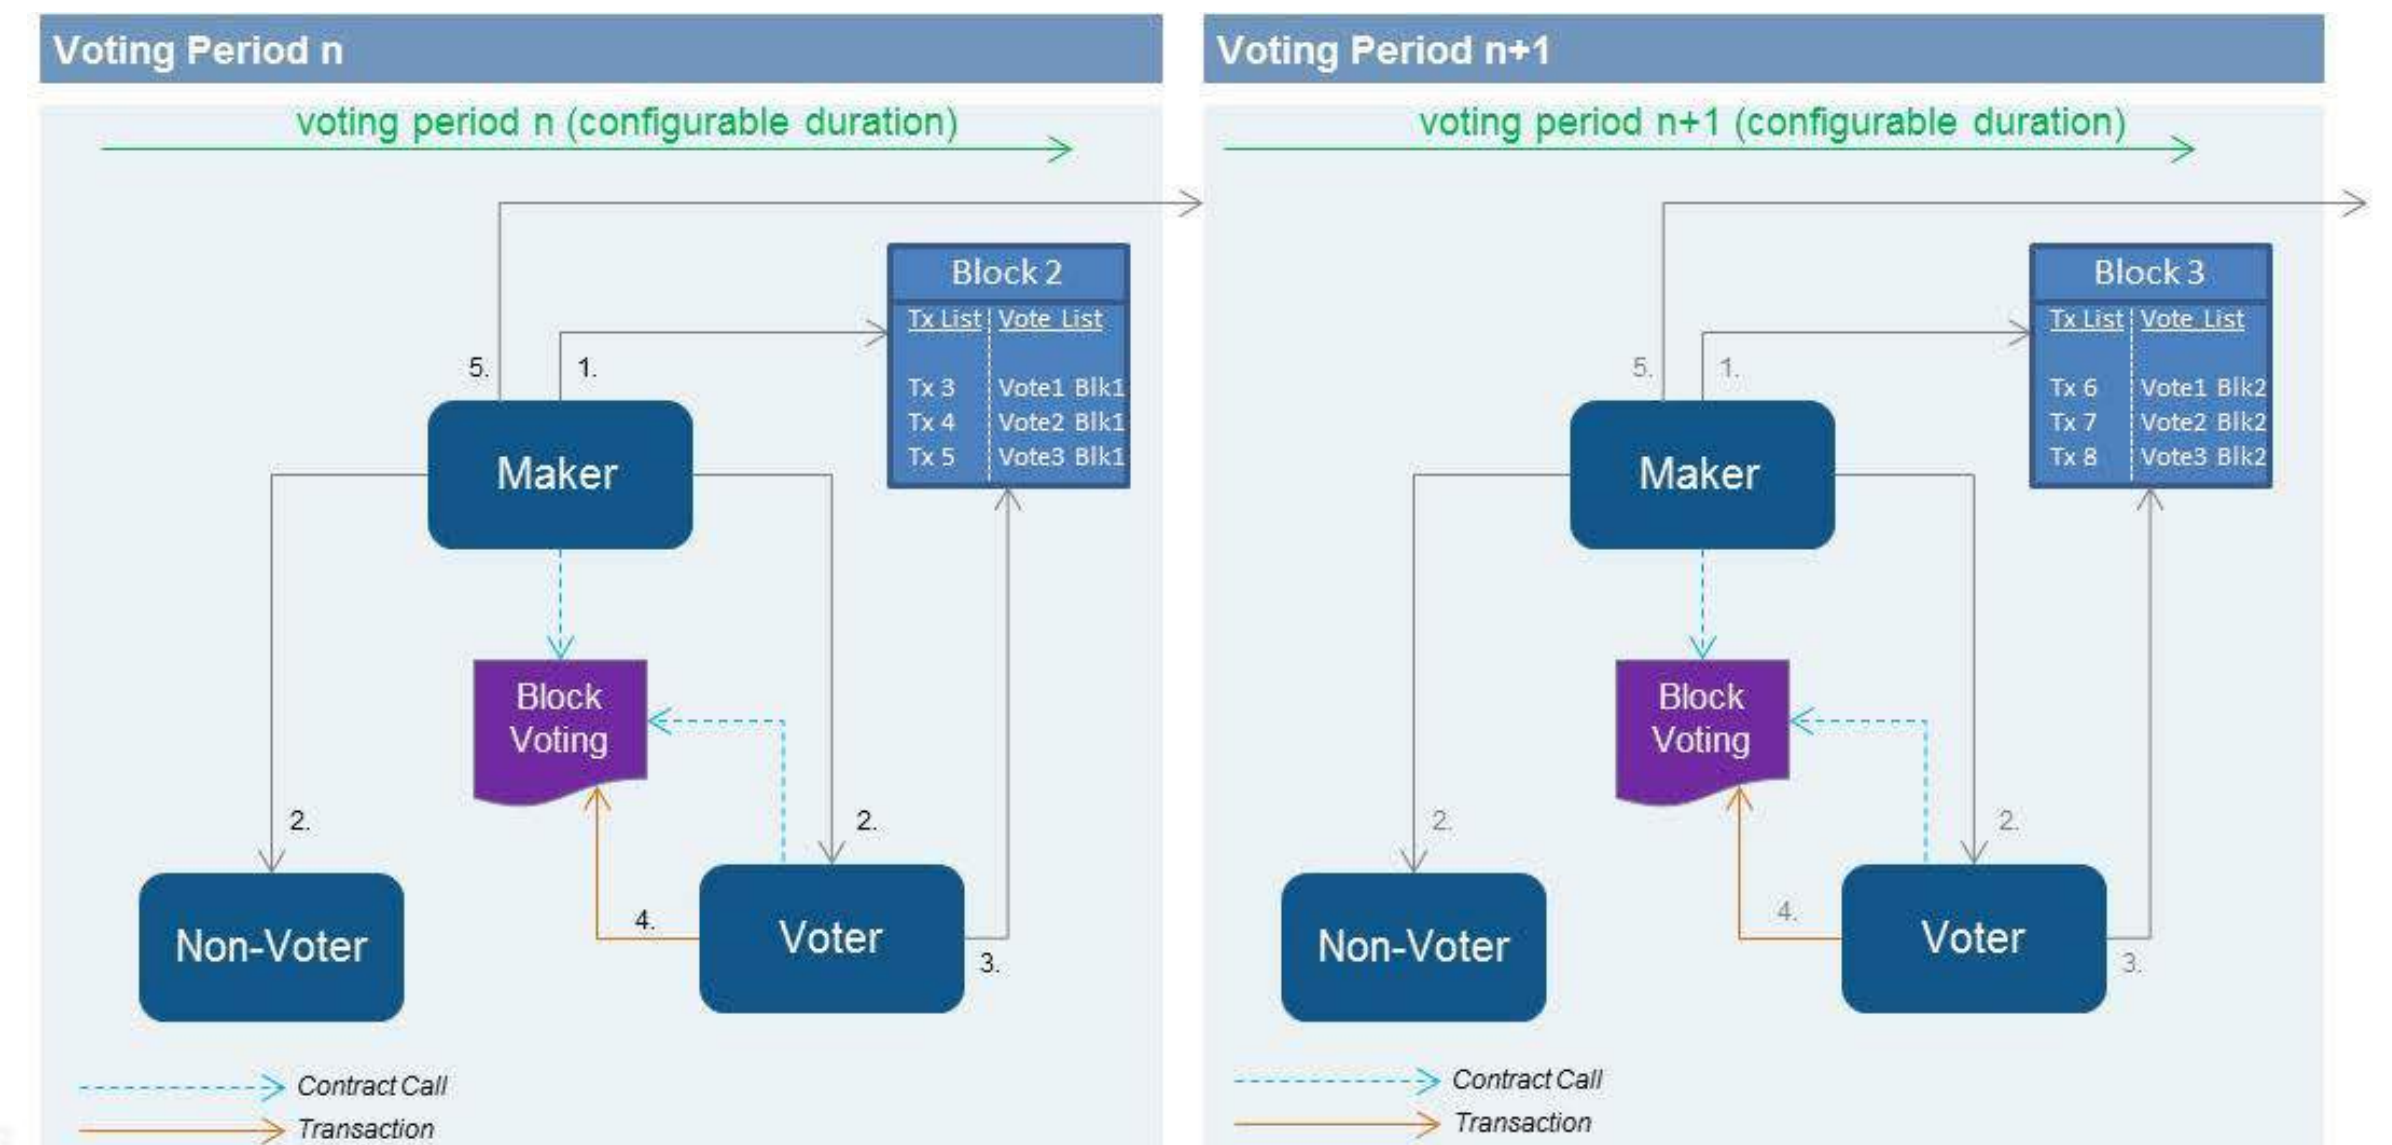 Voting Period n
voting period n (configurable duration)
Block 2
Tx List Vote List
5.
1.
Tx 3 Vote1 Blk1
Tx 4 Vote2 Blk1
Tx 5 Vote3 Blk1
Maker
Block
Voting
2.
2.
4.
Non-Voter
Voter
3.
Contract Call
Transaction
Voting Period n+1
voting period n+1 (configurable duration)
Block 3
Tx List Vote List
5.
1.
Tx 6 Vote1 Blk2
Tx 7 Vote2 Blk2
Tx 8 Vote3 Blk2
Maker
Block
Voting
2.
2.
4.
Non-Voter
Voter
3.
Contract Call
Transaction